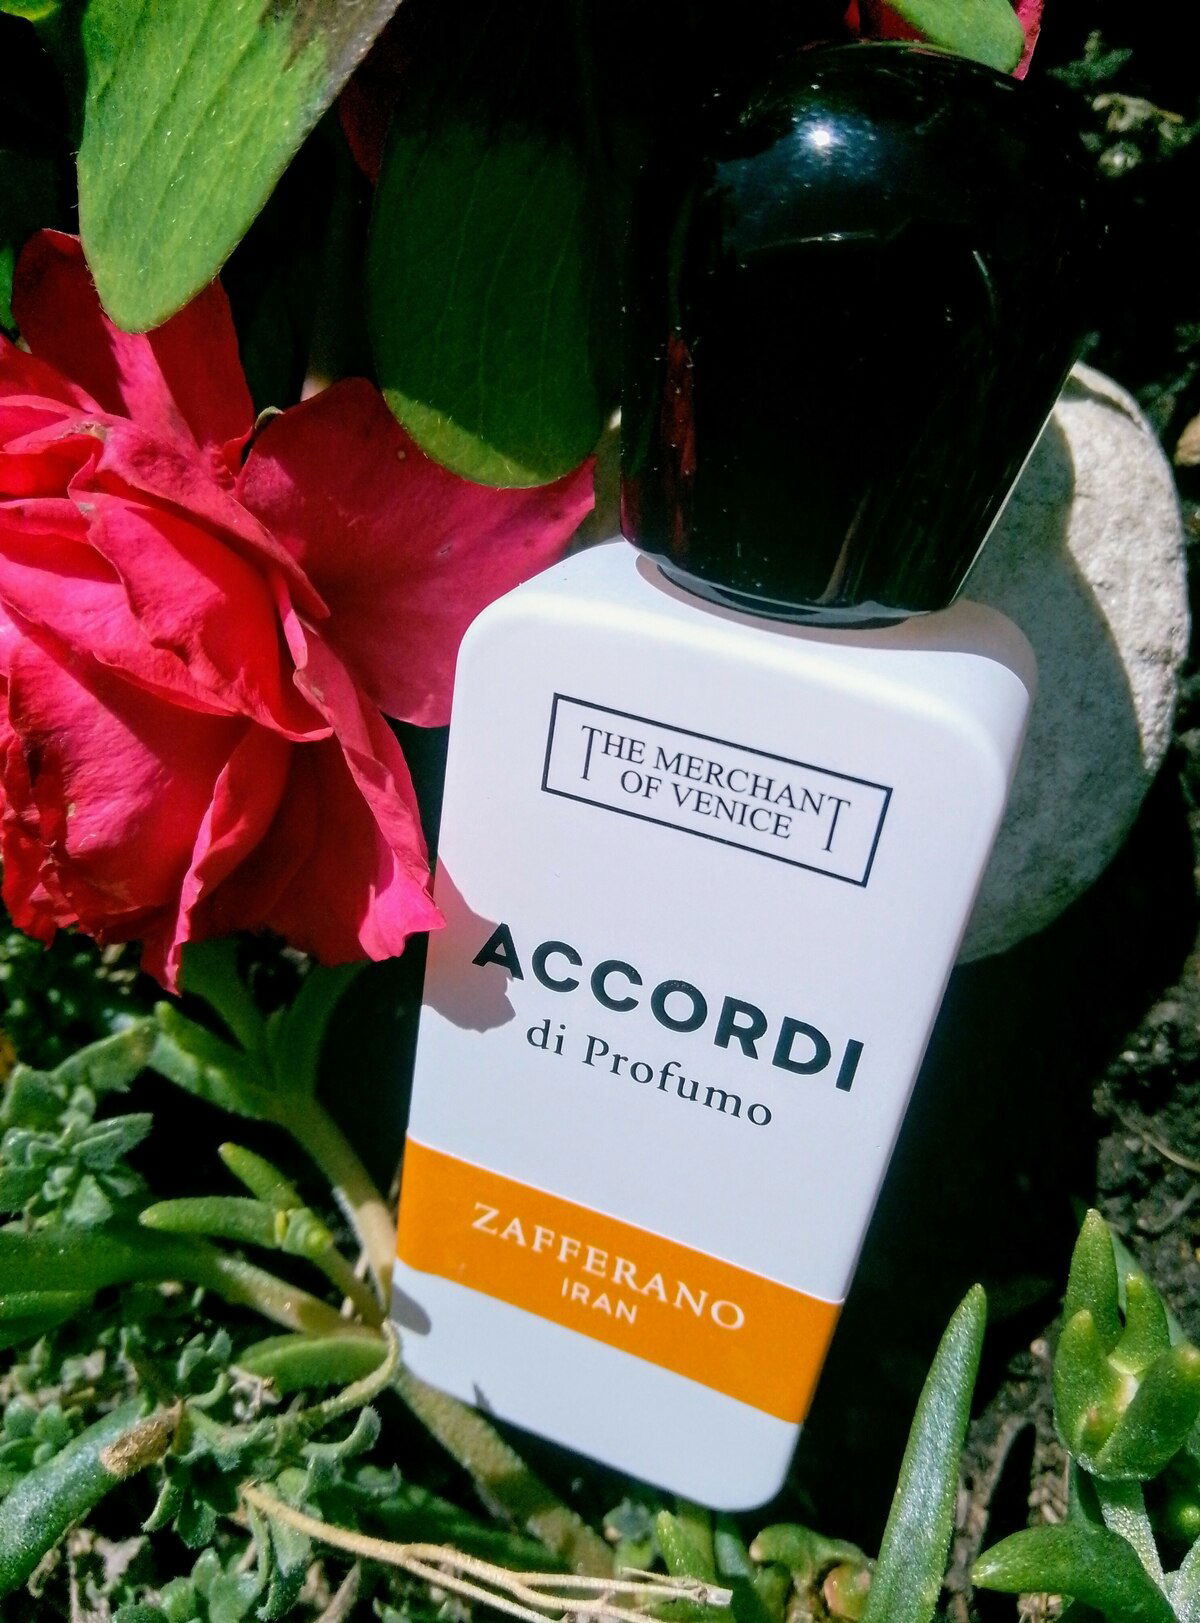 THE MERCHANT
OF VENICE
ACCORDI
di Profumo
ZAFFERANO
IRAN